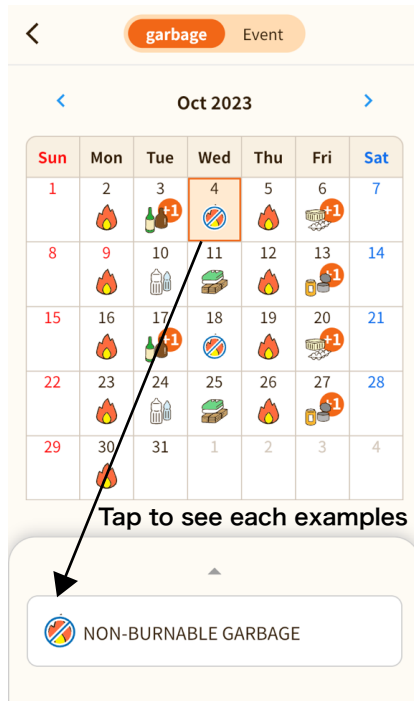 garbage Event
Oct 2023
Sun Mon Tue Wed Thu Fri Sat
1 2 3 4 5 6 7
+1 +1
8 9 10 11 12 13 14
+1
15 16 17 18 19 20 21
+1 +1
22 23 24 25 26 27 28
+1
29 30 31 1 2 3 4
Tap to see each examples
NON-BURNABLE GARBAGE